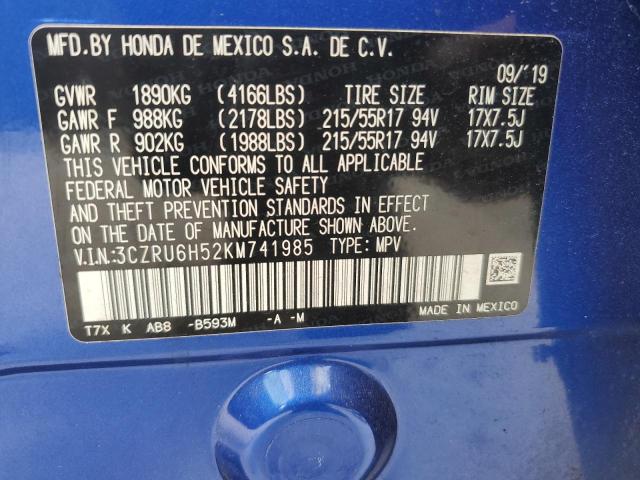 MFD. BY HONDA DE MEXICO S.A. DE C.V.
09/'19
GVWR 1890KG (4166LBS) TIRE SIZE RIM SIZE
GAWR F 988KG (2178LBS) 215/55R17 94V 17X7.5J
GAWR R 902KG (1988LBS) 215/55R17 94V 17X7.5J
THIS VEHICLE CONFORMS TO ALL APPLICABLE
FEDERAL MOTOR VEHICLE SAFETY
AND THEFT PREVENTION STANDARDS IN EFFECT
ON DATE OF MANUFACTURE SHOWN ABOVE.
V.I.N.:3CZRU6H52KM741985 TYPE: MPV
MADE IN MEXICO
T7X K AB8 -B593M -A -M